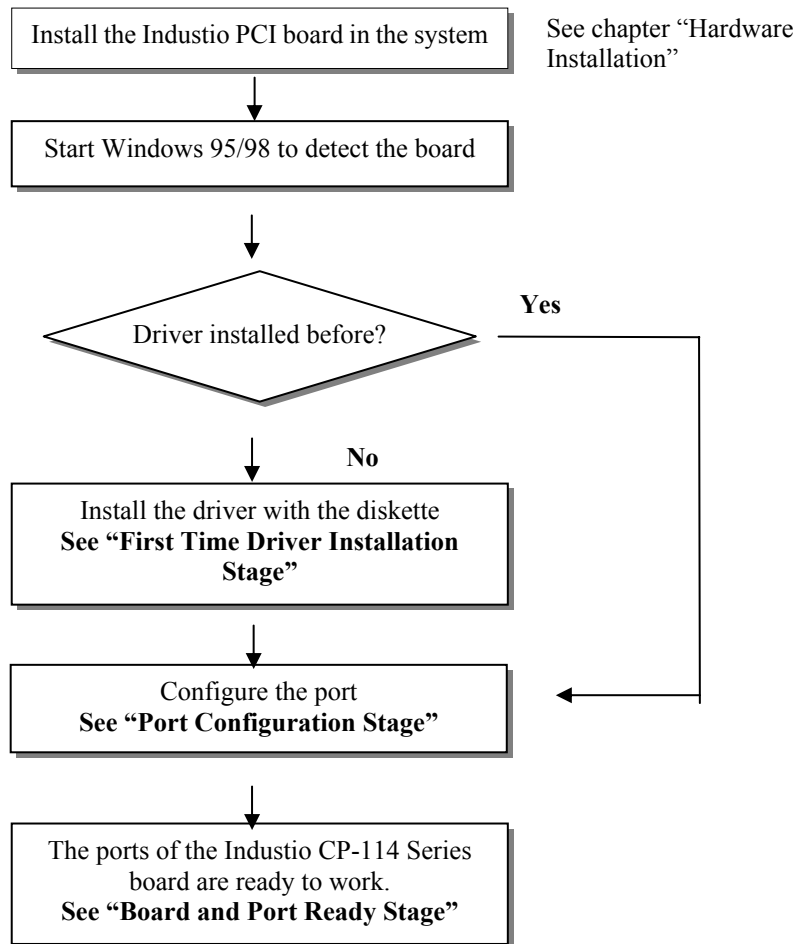 Install the Industio PCI board in the system
See chapter “Hardware
Installation”
Start Windows 95/98 to detect the board
Driver installed before?
Yes
No
Install the driver with the diskette
See “First Time Driver Installation
Stage”
Configure the port
See “Port Configuration Stage”
The ports of the Industio CP-114 Series
board are ready to work.
See “Board and Port Ready Stage”